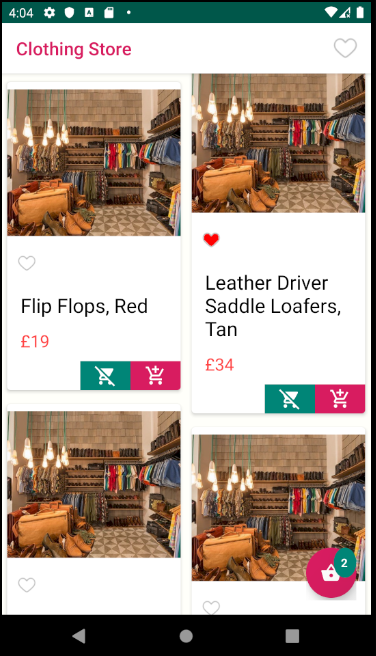 4:04
Clothing Store
Flip Flops, Red
£19
Leather Driver
Saddle Loafers,
Tan
£34
2